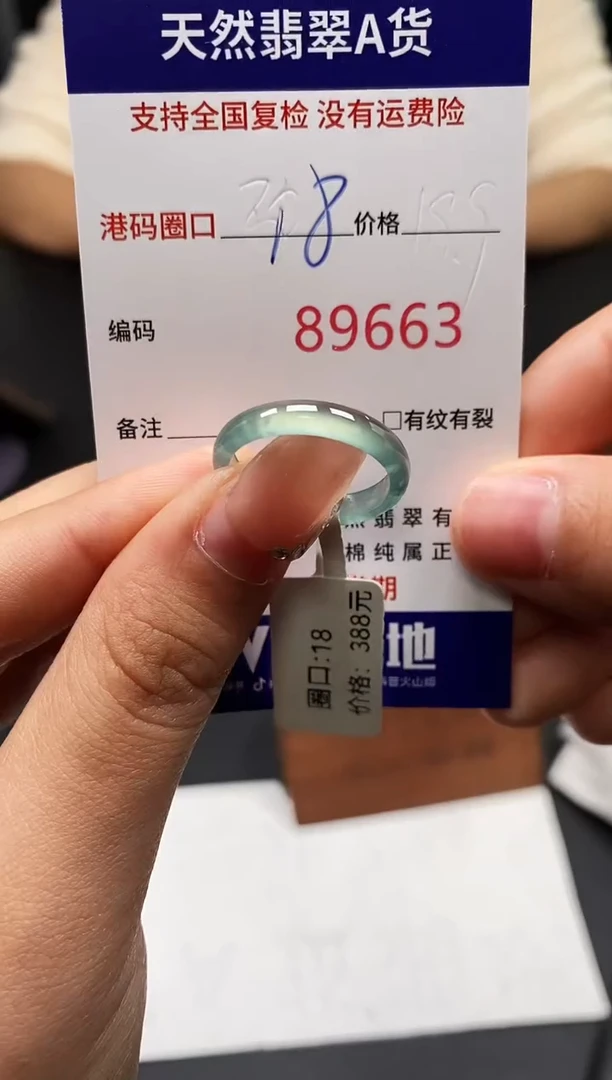 天然翡翠A货
支持全国复检 没有运费险
港码圈口 18 价格
编码 89663
备注 □有纹有裂
翡翠有
棉纯属正
期
地
圈口:18
价格: 388元